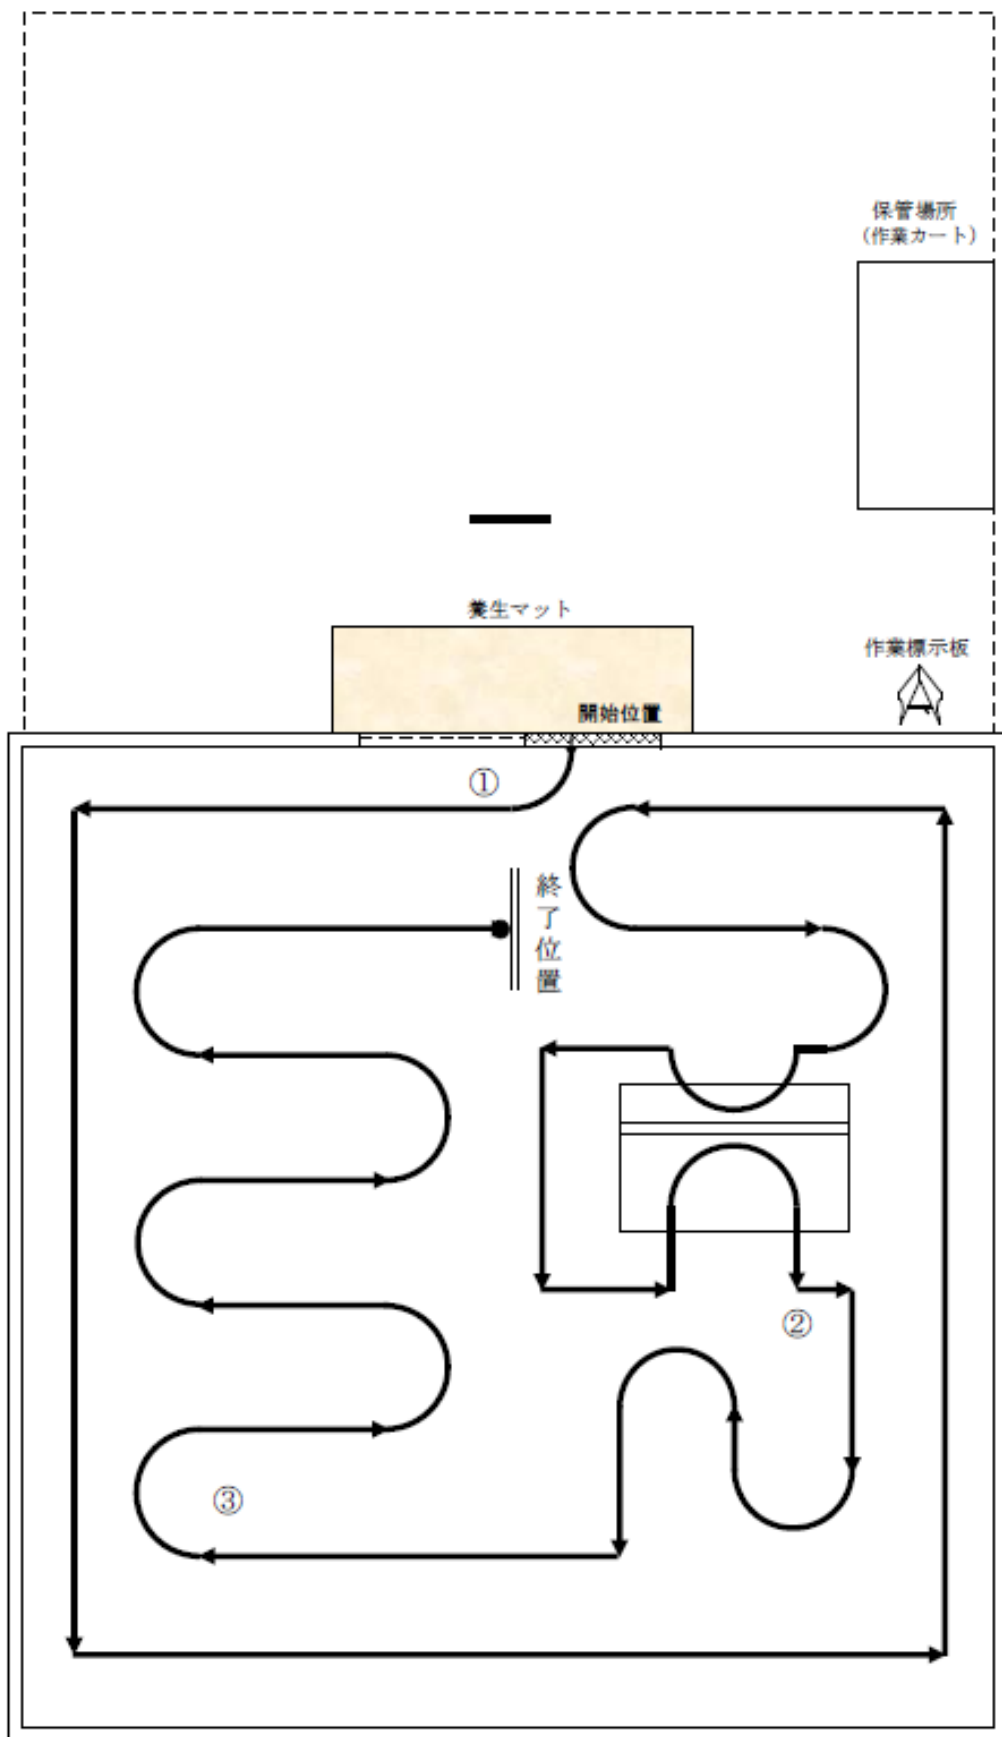 保管場所
(作業カート)
養生マット
作業標示板
開始位置
①
終了位置
②
③